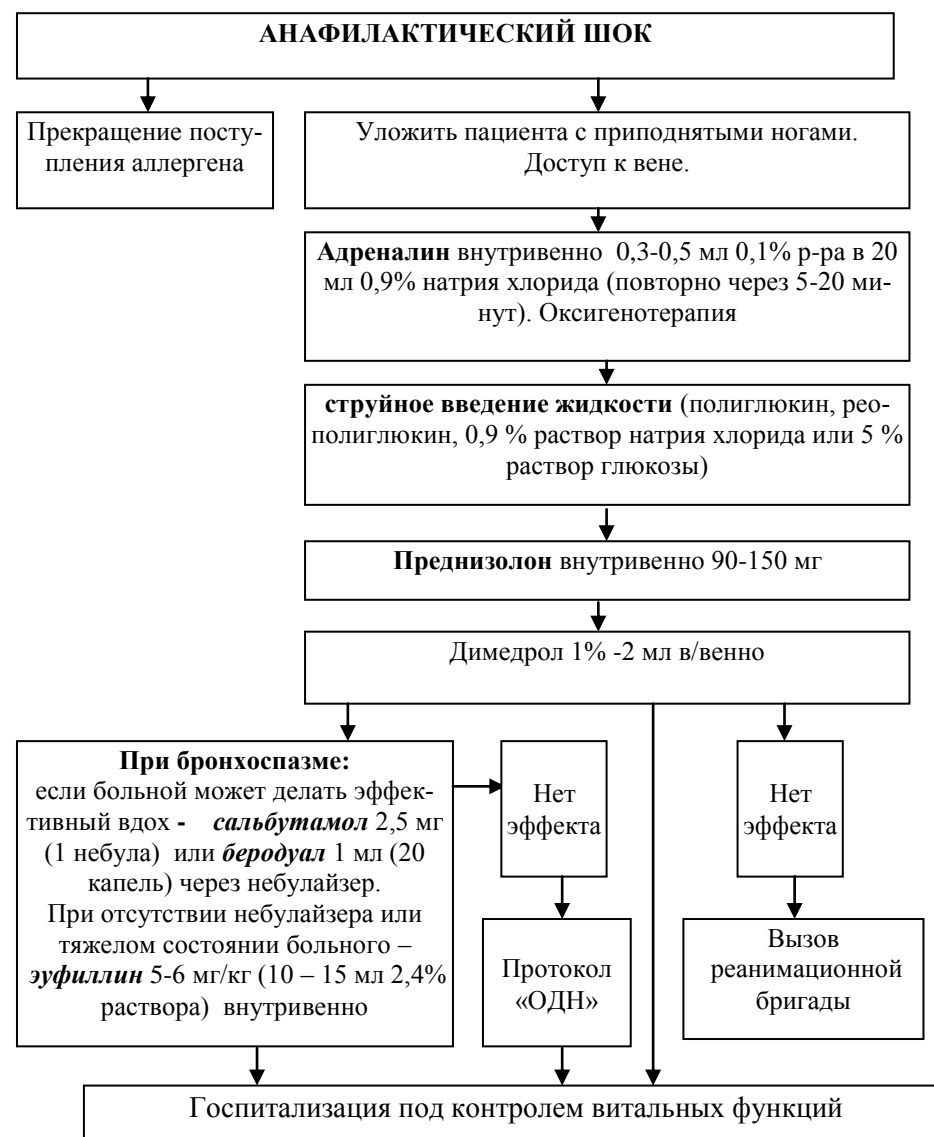 АНАФИЛАКТИЧЕСКИЙ ШОК
Прекращение посту-
пления аллергена
Уложить пациента с приподнятыми ногами.
Доступ к вене.
Адреналин внутривенно 0,3-0,5 мл 0,1% р-ра в 20
мл 0,9% натрия хлорида (повторно через 5-20 ми-
нут). Оксигенотерапия
струйное введение жидкости (полиглюкин, рео-
полиглюкин, 0,9 % раствор натрия хлорида или 5 %
раствор глюкозы)
Преднизолон внутривенно 90-150 мг
Димедрол 1% -2 мл в/венно
При бронхоспазме:
если больной может делать эффек-
тивный вдох - сальбутамол 2,5 мг
(1 небула) или беродуал 1 мл (20
капель) через небулайзер.
При отсутствии небулайзера или
тяжелом состоянии больного –
эуфиллин 5-6 мг/кг (10 – 15 мл 2,4%
раствора) внутривенно
Нет
эффекта
Протокол
«ОДН»
Нет
эффекта
Вызов
реанимационной
бригады
Госпитализация под контролем витальных функций